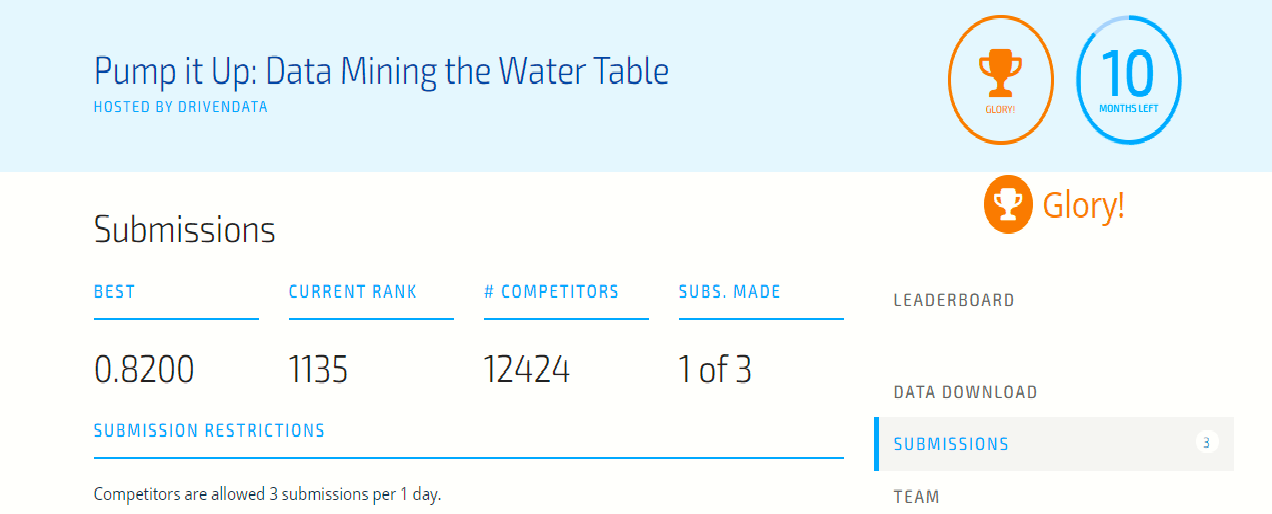 Pump it Up: Data Mining the Water Table
HOSTED BY DRIVENDATA
GLORY!
10
MONTHS LEFT
Glory!
Submissions
BEST CURRENT RANK # COMPETITORS SUBS. MADE
0.8200 1135 12424 1 of 3
SUBMISSION RESTRICTIONS
Competitors are allowed 3 submissions per 1 day.
LEADERBOARD
DATA DOWNLOAD
SUBMISSIONS 3
TEAM